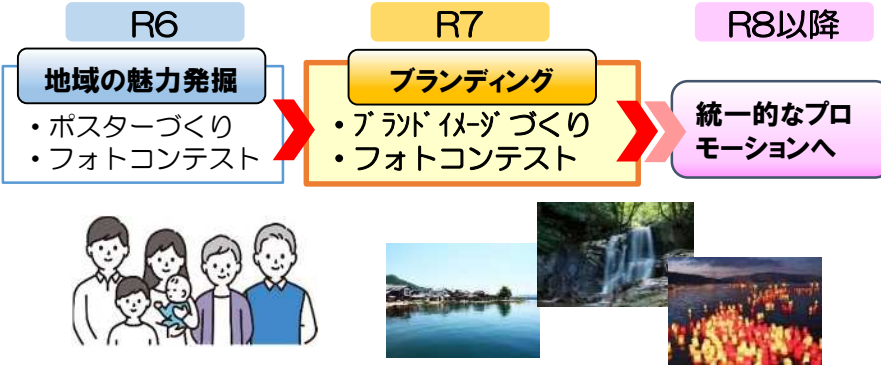 R6
R7
R8以降
地域の魅力発掘
・ポスターづくり
・フォトコンテスト
ブランディング
・ﾌﾞﾗﾝﾄﾞｲﾒｰｼﾞづくり
・フォトコンテスト
統一的なプロ
モーションへ